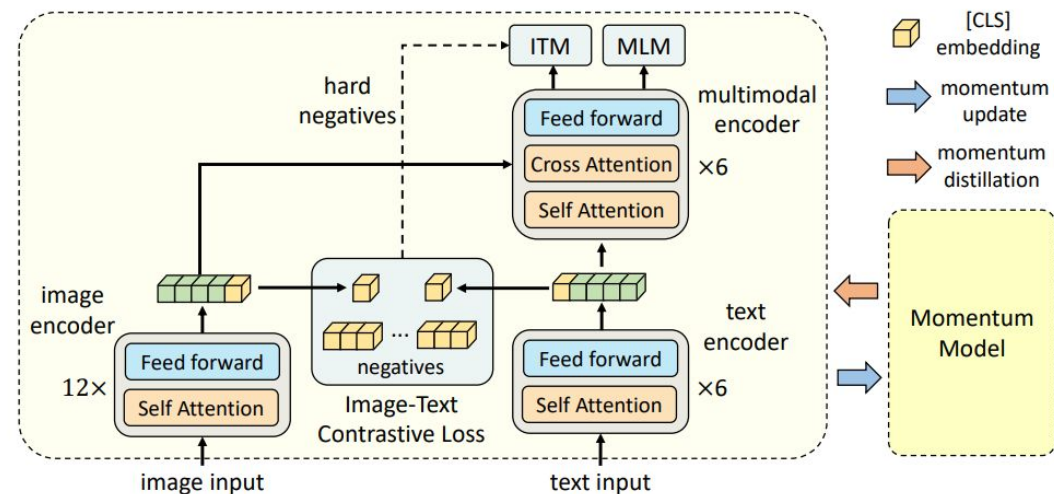 ITM
MLM
hard
negatives
Feed forward
Cross Attention
Self Attention
multimodal
encoder
×6
image
encoder
12×
Feed forward
Self Attention
image input
...
negatives
Image-Text
Contrastive Loss
text
encoder
Feed forward
Self Attention
×6
text input
[CLS]
embedding
momentum
update
momentum
distillation
Momentum
Model